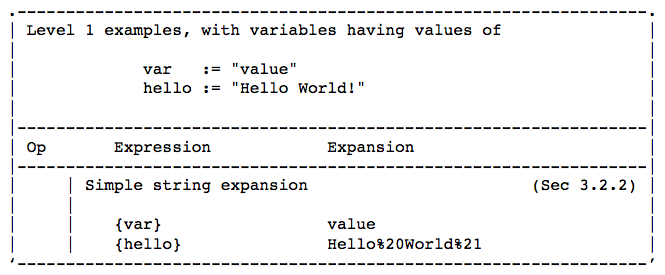 Level 1 examples, with variables having values of
var := "value"
hello := "Hello World!"
Op Expression Expansion
Simple string expansion (Sec 3.2.2)
{var} value
{hello} Hello%20World%21